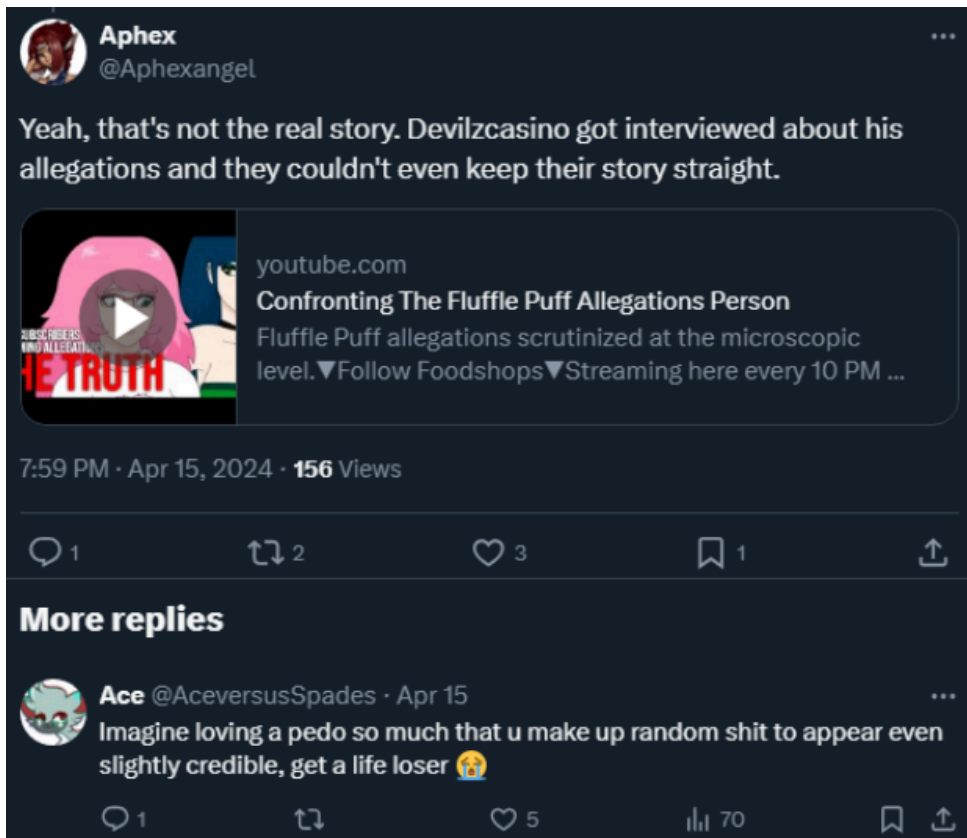 Aphex
@Aphexangel
Yeah, that's not the real story. Devilzcasino got interviewed about his
allegations and they couldn't even keep their story straight.
THE TRUTH
youtube.com
Confronting The Fluffle Puff Allegations Person
Fluffle Puff allegations scrutinized at the microscopic
level.▼Follow Foodshops▼Streaming here every 10 PM ...
7:59 PM · Apr 15, 2024 · 156 Views
1 2 3 1
More replies
Ace @AceversusSpades · Apr 15
Imagine loving a pedo so much that u make up random shit to appear even
slightly credible, get a life loser 😭
1 5 70